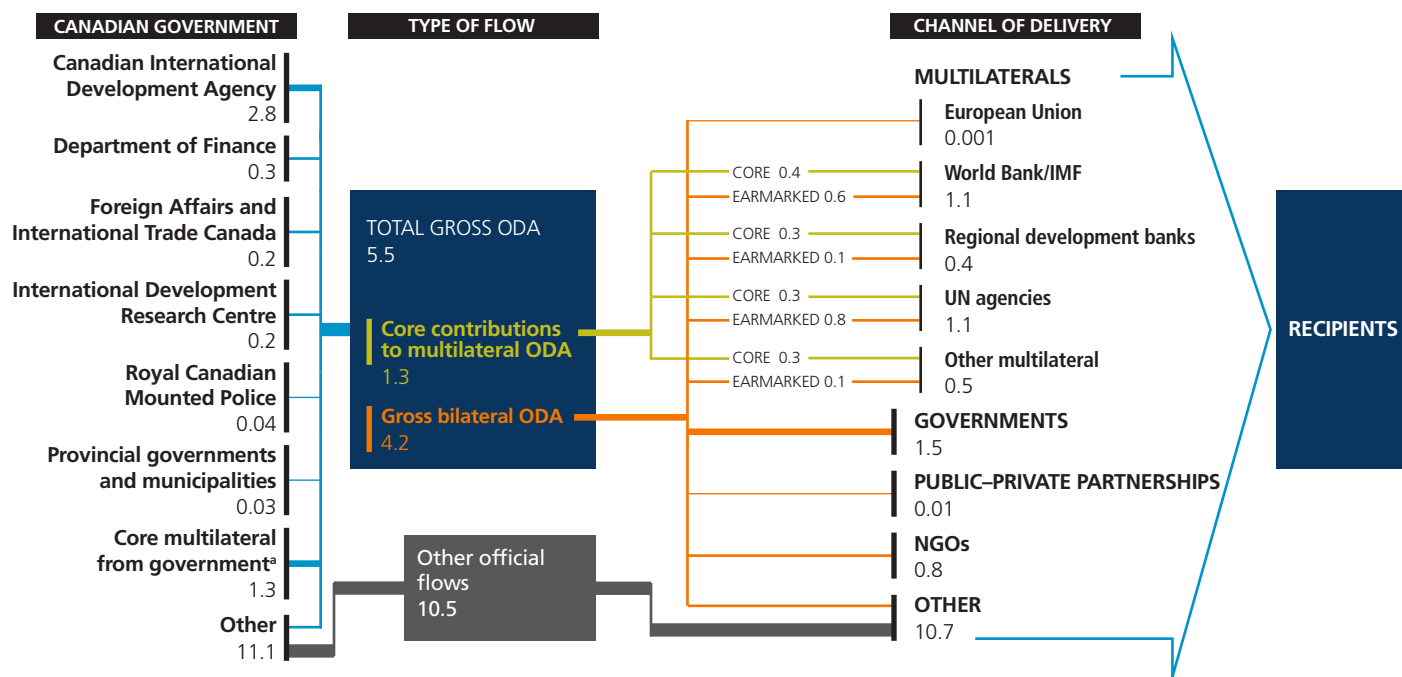 CANADIAN GOVERNMENT
Canadian International
Development Agency
2.8
Department of Finance
0.3
Foreign Affairs and
International Trade Canada
0.2
International Development
Research Centre
0.2
Royal Canadian
Mounted Police
0.04
Provincial governments
and municipalities
0.03
Core multilateral
from governmentᵃ
1.3
Other
11.1
TYPE OF FLOW
TOTAL GROSS ODA
5.5
Core contributions
to multilateral ODA
1.3
Gross bilateral ODA
4.2
Other official
flows
10.5
CORE 0.4
EARMARKED 0.6
CORE 0.3
EARMARKED 0.1
CORE 0.3
EARMARKED 0.8
CORE 0.3
EARMARKED 0.1
CHANNEL OF DELIVERY
MULTILATERALS
European Union
0.001
World Bank/IMF
1.1
Regional development banks
0.4
UN agencies
1.1
Other multilateral
0.5
GOVERNMENTS
1.5
PUBLIC–PRIVATE PARTNERSHIPS
0.01
NGOs
0.8
OTHER
10.7
RECIPIENTS